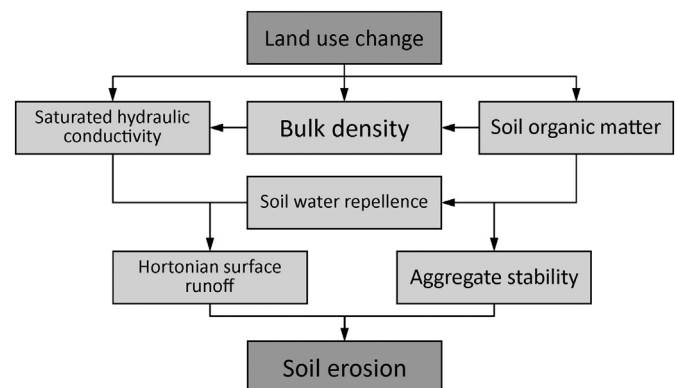 Land use change
Saturated hydraulic
conductivity
Bulk density
Soil organic matter
Soil water repellence
Hortonian surface
runoff
Aggregate stability
Soil erosion